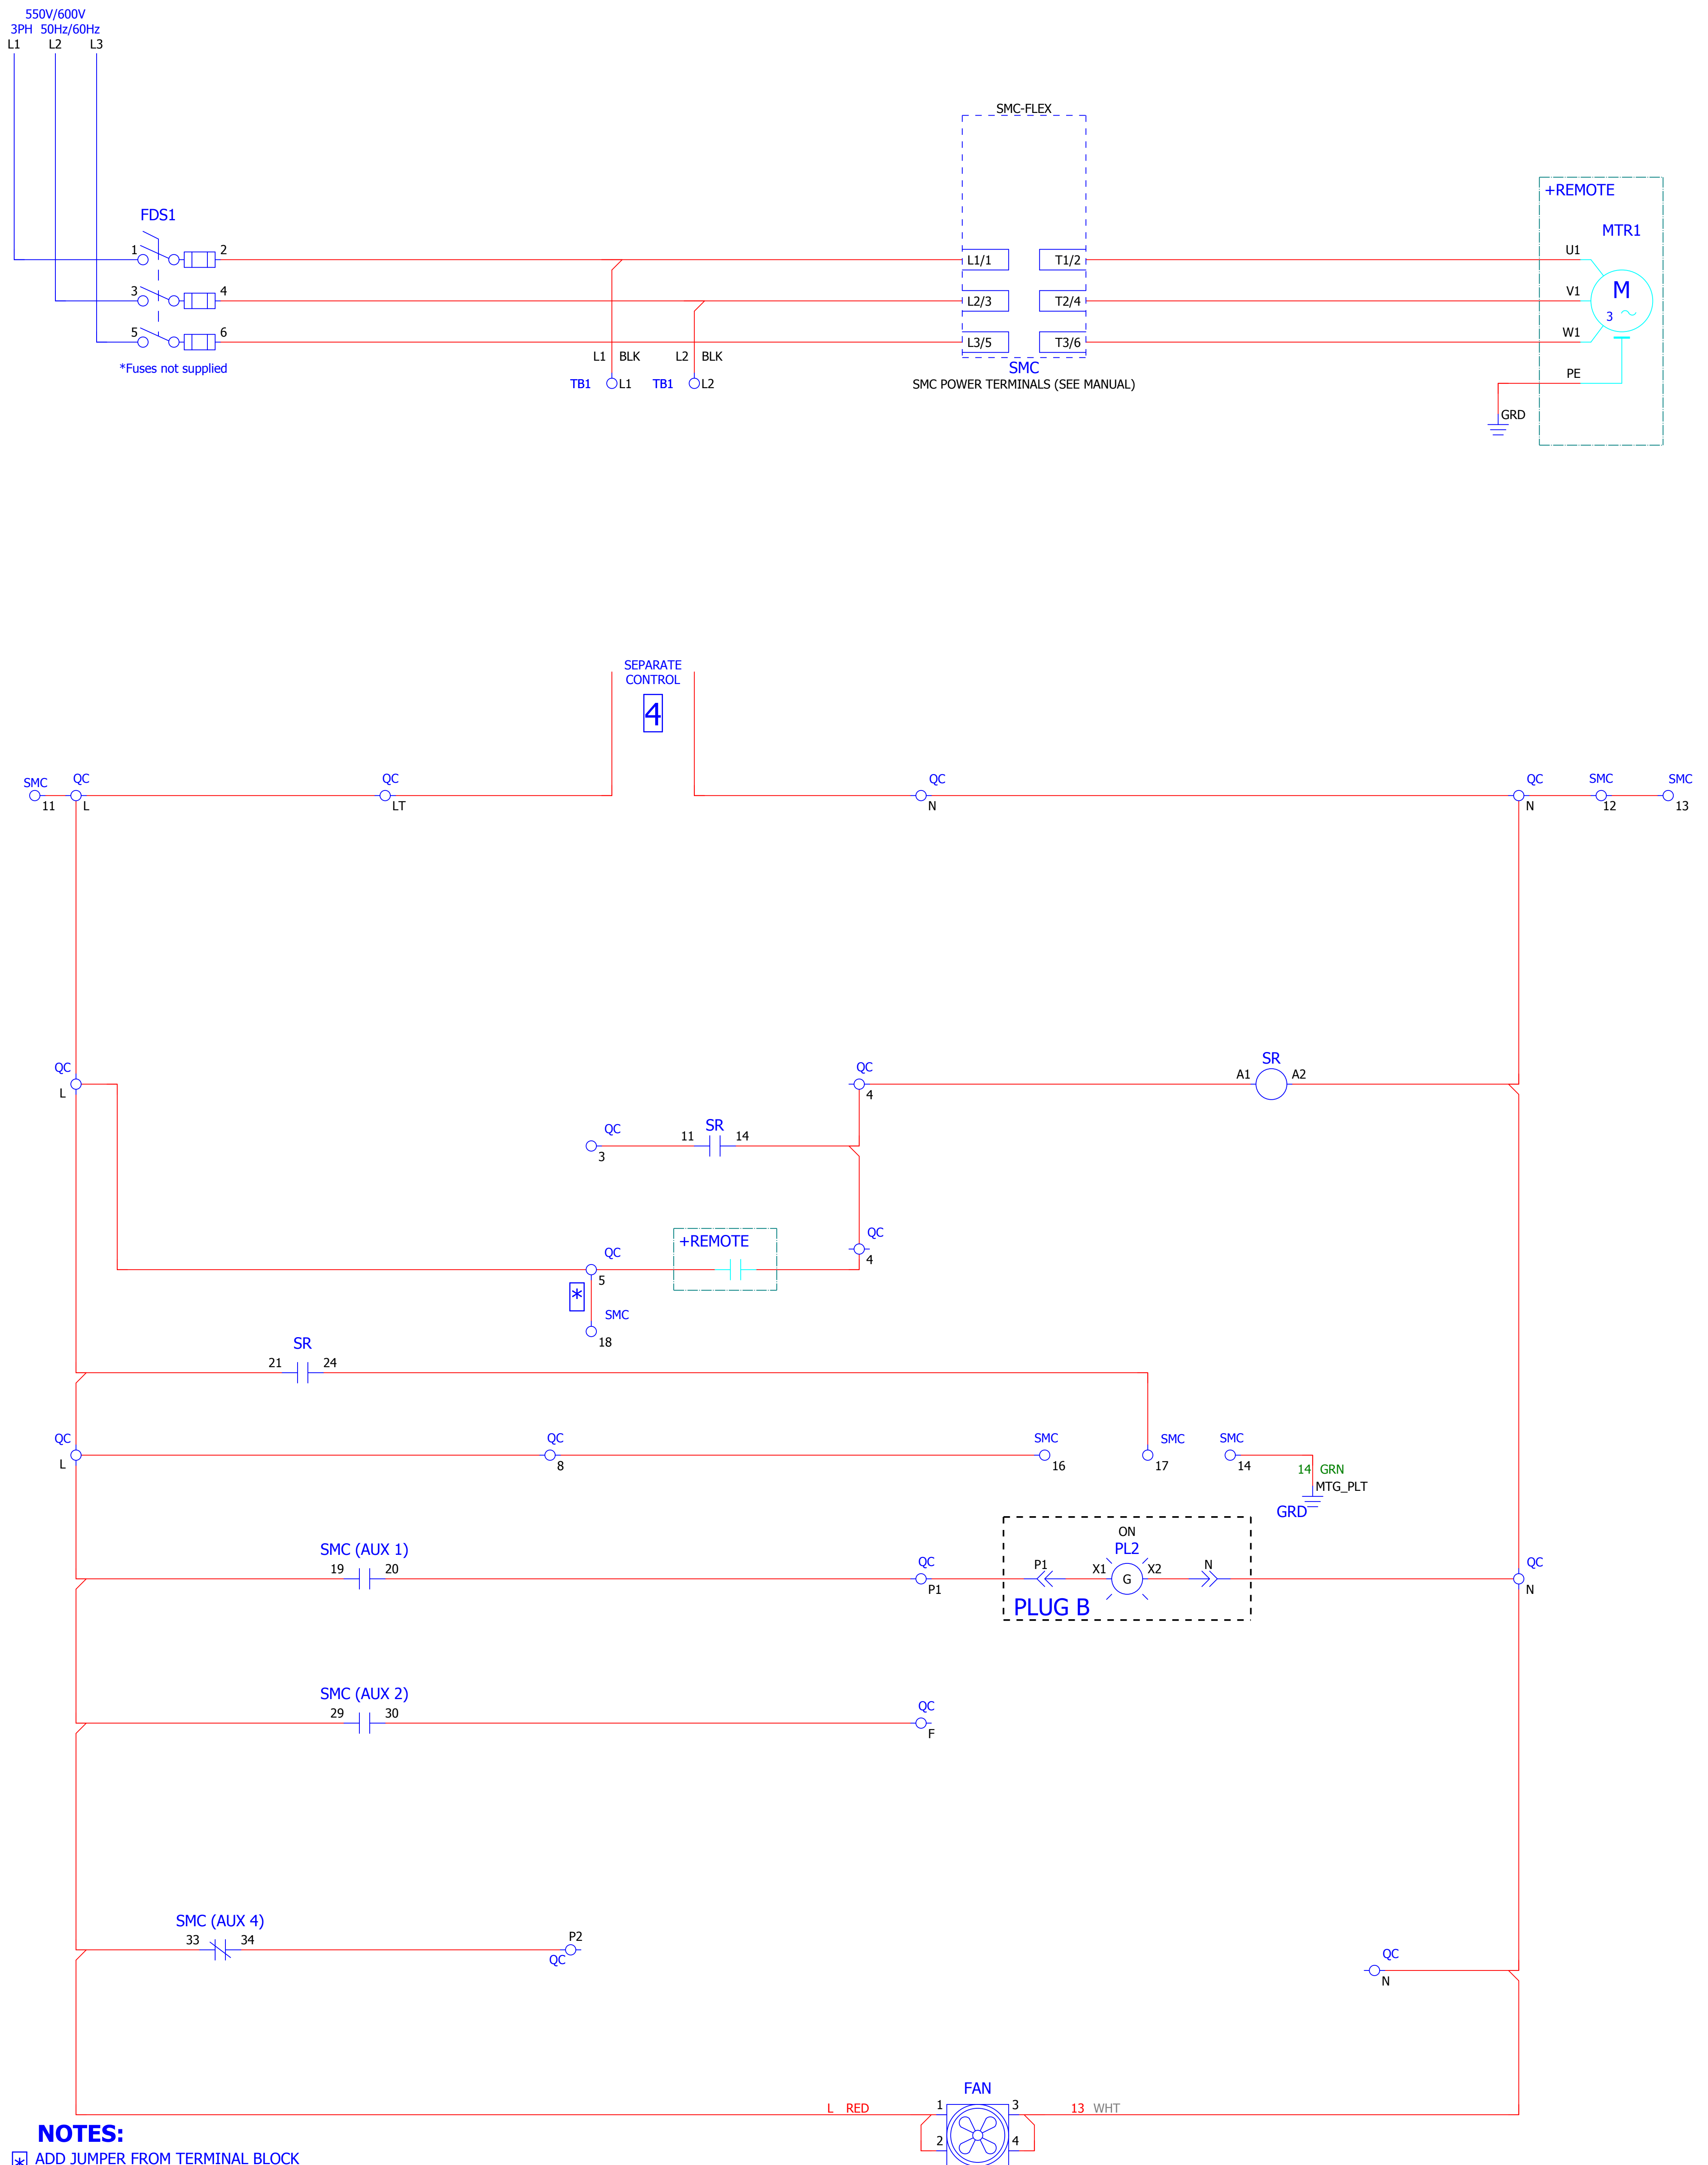 550V/600V
3PH 50Hz/60Hz
L1 L2 L3
SMC-FLEX
+REMOTE
MTR1
FDS1
1 2
L1/1 T1/2
U1
3 4
L2/3 T2/4
V1
M
3
5 6
L3/5 T3/6
W1
*Fuses not supplied
L1 BLK L2 BLK
SMC
TB1 L1 TB1 L2
SMC POWER TERMINALS (SEE MANUAL)
PE
GRD
SEPARATE
CONTROL
4
SMC QC QC QC QC SMC SMC
11 L LT N N 12 13
QC QC SR
L 4 A1 A2
QC SR
3 11 14
+REMOTE
QC QC
5 4
*
SMC
18
SR
21 24
QC QC SMC SMC SMC
L 8 16 17 14
14 GRN
MTG_PLT
GRD
ON
SMC (AUX 1)
PL2
19 20
QC P1 X1 G X2 N QC
P1 N
PLUG B
SMC (AUX 2)
29 30
QC
F
SMC (AUX 4)
33 34
P2
QC
QC
N
FAN
L RED 1 3 13 WHT
2 4
NOTES:
* ADD JUMPER FROM TERMINAL BLOCK